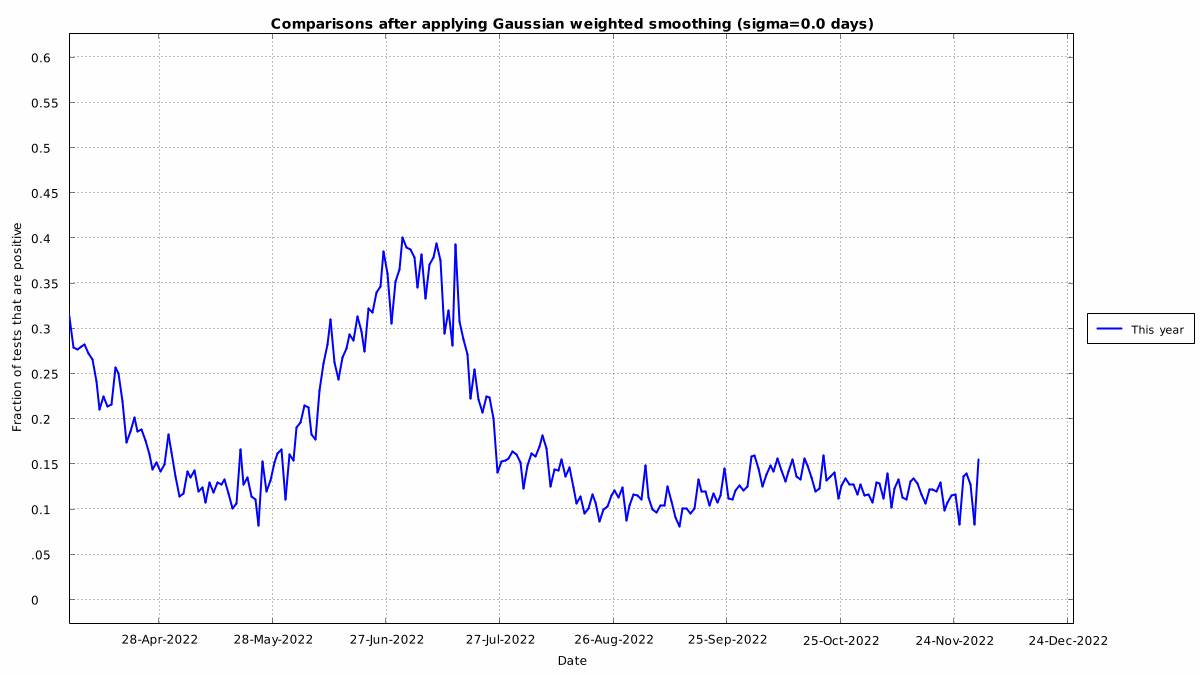 Comparisons after applying Gaussian weighted smoothing (sigma=0.0 days)
0.6
0.55
0.5
0.45
0.4
0.35
0.3
0.25
0.2
0.15
0.1
.05
0
Fraction of tests that are positive
This year
28-Apr-2022 28-May-2022 27-Jun-2022 27-Jul-2022 26-Aug-2022 25-Sep-2022 25-Oct-2022 24-Nov-2022 24-Dec-2022
Date